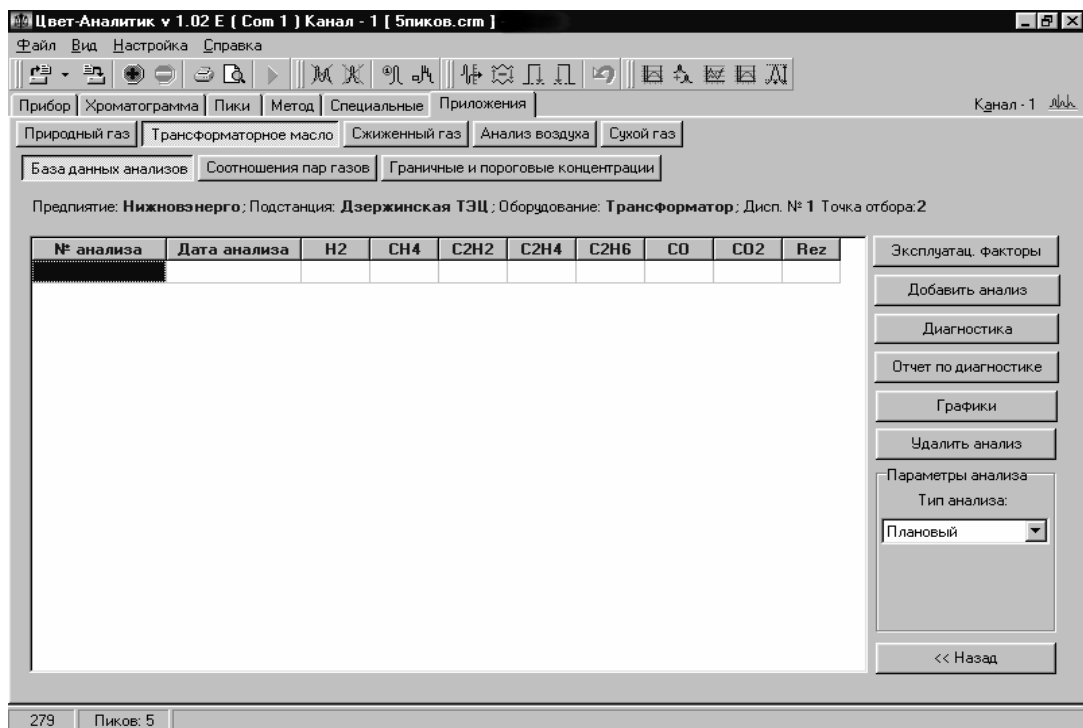 Цвет-Аналитик v 1.02 E ( Com 1 ) Канал - 1 [ 5пиков.crm ]
Файл Вид Настройка Справка
Прибор Хроматограмма Пики Метод Специальные Приложения Канал - 1
Природный газ Трансформаторное масло Сжиженный газ Анализ воздуха Сухой газ
База данных анализов Соотношения пар газов Граничные и пороговые концентрации
Предпиятие: Нижновэнерго; Подстанция: Дзержинская ТЭЦ; Оборудование: Трансформатор; Дисп. № 1 Точка отбора:2
№ анализа Дата анализа H2 CH4 C2H2 C2H4 C2H6 CO CO2 Rez
Эксплуатац. факторы
Добавить анализ
Диагностика
Отчет по диагностике
Графики
Удалить анализ
Параметры анализа
Тип анализа:
Плановый
<< Назад
279 Пиков: 5